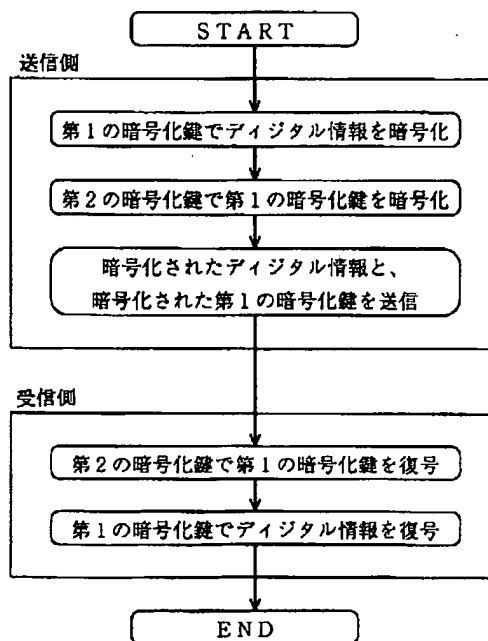 START
送信側
第1の暗号化鍵でディジタル情報を暗号化
第2の暗号化鍵で第1の暗号化鍵を暗号化
暗号化されたディジタル情報と、
暗号化された第1の暗号化鍵を送信
受信側
第2の暗号化鍵で第1の暗号化鍵を復号
第1の暗号化鍵でディジタル情報を復号
END